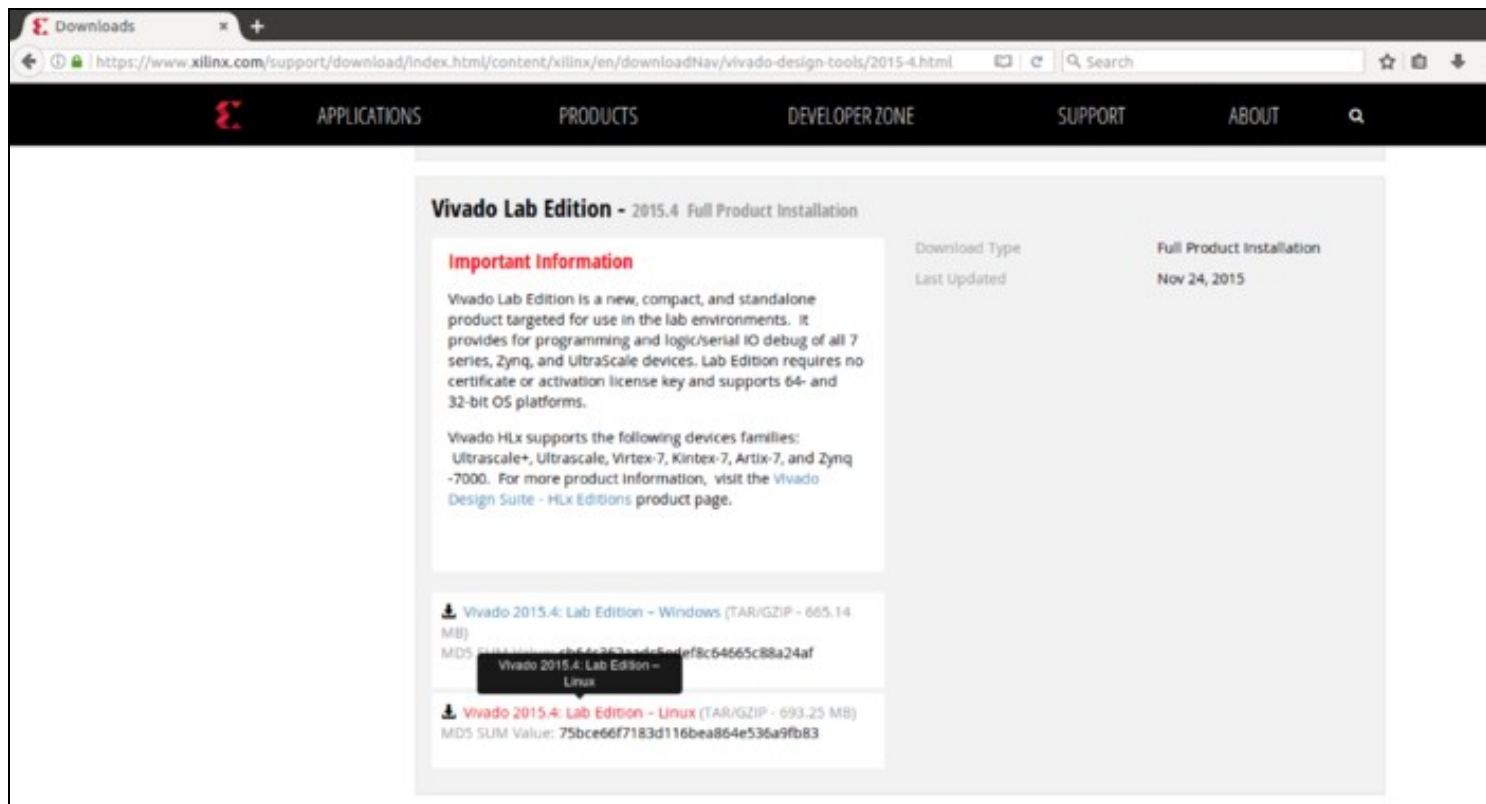 Downloads
https://www.xilinx.com/support/download/index.html/content/xilinx/en/downloadNav/vivado-design-tools/2015-4.html
Search
APPLICATIONS PRODUCTS DEVELOPER ZONE SUPPORT ABOUT
Vivado Lab Edition - 2015.4 Full Product Installation
Important Information
Vivado Lab Edition is a new, compact, and standalone
product targeted for use in the lab environments. It
provides for programming and logic/serial IO debug of all 7
series, Zynq, and UltraScale devices. Lab Edition requires no
certificate or activation license key and supports 64- and
32-bit OS platforms.
Vivado HLx supports the following devices families:
Ultrascale+, Ultrascale, Virtex-7, Kintex-7, Artix-7, and Zynq
-7000. For more product information, visit the Vivado
Design Suite - HLx Editions product page.
Download Type Full Product Installation
Last Updated Nov 24, 2015
Vivado 2015.4: Lab Edition – Windows (TAR/GZIP - 665.14
MB)
MD5
Vivado 2015.4: Lab Edition –
Linux
Vivado 2015.4: Lab Edition – Linux (TAR/GZIP - 693.25 MB)
MD5 SUM Value: 75bce66f7183d116bea864e536a9fb83